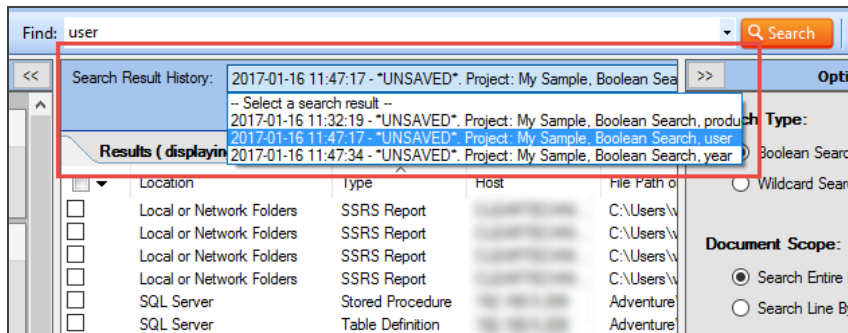 Find: user Search
<< Search Result History: 2017-01-16 11:47:17 - *UNSAVED*. Project: My Sample, Boolean Sea >> Opti
-- Select a search result --
2017-01-16 11:32:19 - *UNSAVED*. Project: My Sample, Boolean Search, produ ch Type:
2017-01-16 11:47:17 - *UNSAVED*. Project: My Sample, Boolean Search, user
Results ( displayin 2017-01-16 11:47:34 - *UNSAVED*. Project: My Sample, Boolean Search, year Boolean Searc
Location Type Host File Path o Wildcard Sear
Local or Network Folders SSRS Report C:\Users\v
Local or Network Folders SSRS Report C:\Users\v
Document Scope:
Local or Network Folders SSRS Report C:\Users\v
Local or Network Folders SSRS Report C:\Users\v Search Entire
SQL Server Stored Procedure Adventure
SQL Server Table Definition Adventure Search Line By